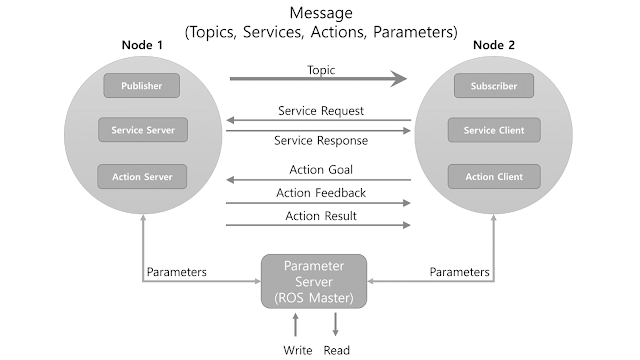 Message
(Topics, Services, Actions, Parameters)
Node 1
Node 2
Publisher
Topic
Subscriber
Service Request
Service Server
Service Client
Service Response
Action Goal
Action Server
Action Client
Action Feedback
Action Result
Parameters
Parameter
Server
(ROS Master)
Parameters
Write
Read